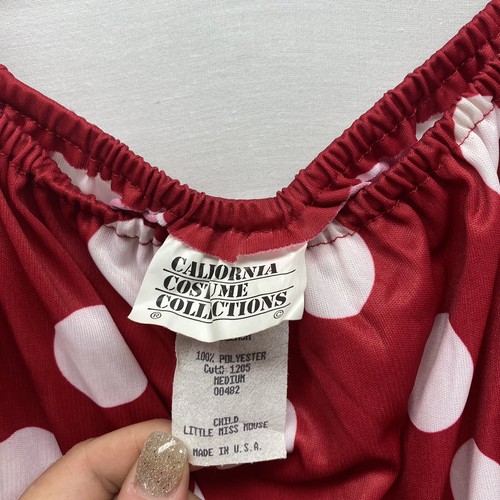 CALIFORNIA
COSTUME
COLLECTIONS
® ©
100% POLYESTER
Cut# 1205
MEDIUM
00482
CHILD
LITTLE MISS MOUSE
MADE IN U.S.A.